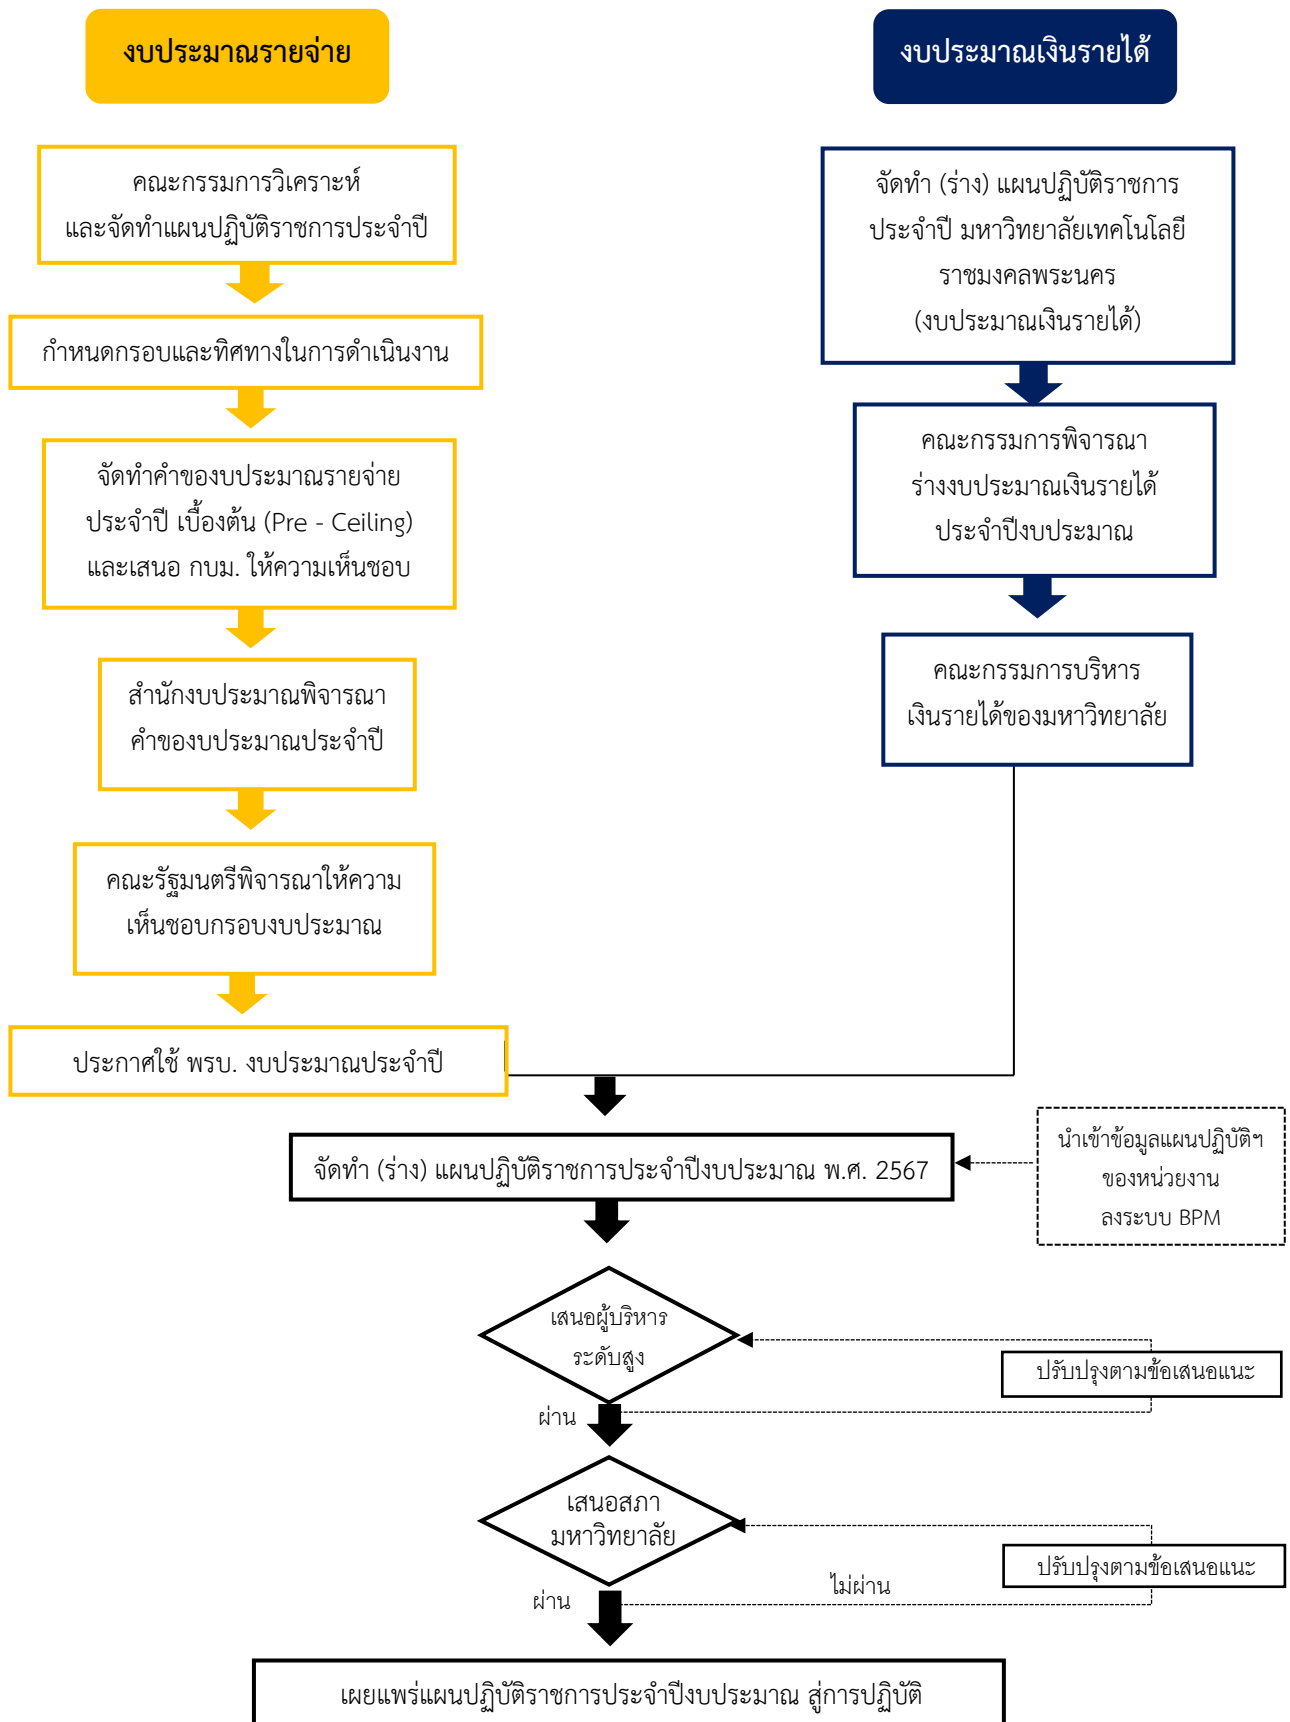 งบประมาณรายจ่าย
งบประมาณเงินรายได้
คณะกรรมการวิเคราะห์
และจัดทำแผนปฏิบัติราชการประจำปี
กำหนดกรอบและทิศทางในการดำเนินงาน
จัดทำคำของบประมาณรายจ่าย
ประจำปี เบื้องต้น (Pre - Ceiling)
และเสนอ กบม. ให้ความเห็นชอบ
สำนักงบประมาณพิจารณา
คำของบประมาณประจำปี
คณะรัฐมนตรีพิจารณาให้ความ
เห็นชอบกรอบงบประมาณ
ประกาศใช้ พรบ. งบประมาณประจำปี
จัดทำ (ร่าง) แผนปฏิบัติราชการ
ประจำปี มหาวิทยาลัยเทคโนโลยี
ราชมงคลพระนคร
(งบประมาณเงินรายได้)
คณะกรรมการพิจารณา
ร่างงบประมาณเงินรายได้
ประจำปีงบประมาณ
คณะกรรมการบริหาร
เงินรายได้ของมหาวิทยาลัย
จัดทำ (ร่าง) แผนปฏิบัติราชการประจำปีงบประมาณ พ.ศ. 2567
นำเข้าข้อมูลแผนปฏิบัติฯ
ของหน่วยงาน
ลงระบบ BPM
เสนอผู้บริหาร
ระดับสูง
ปรับปรุงตามข้อเสนอแนะ
ผ่าน
เสนอสภา
มหาวิทยาลัย
ปรับปรุงตามข้อเสนอแนะ
ไม่ผ่าน
ผ่าน
เผยแพร่แผนปฏิบัติราชการประจำปีงบประมาณ สู่การปฏิบัติ